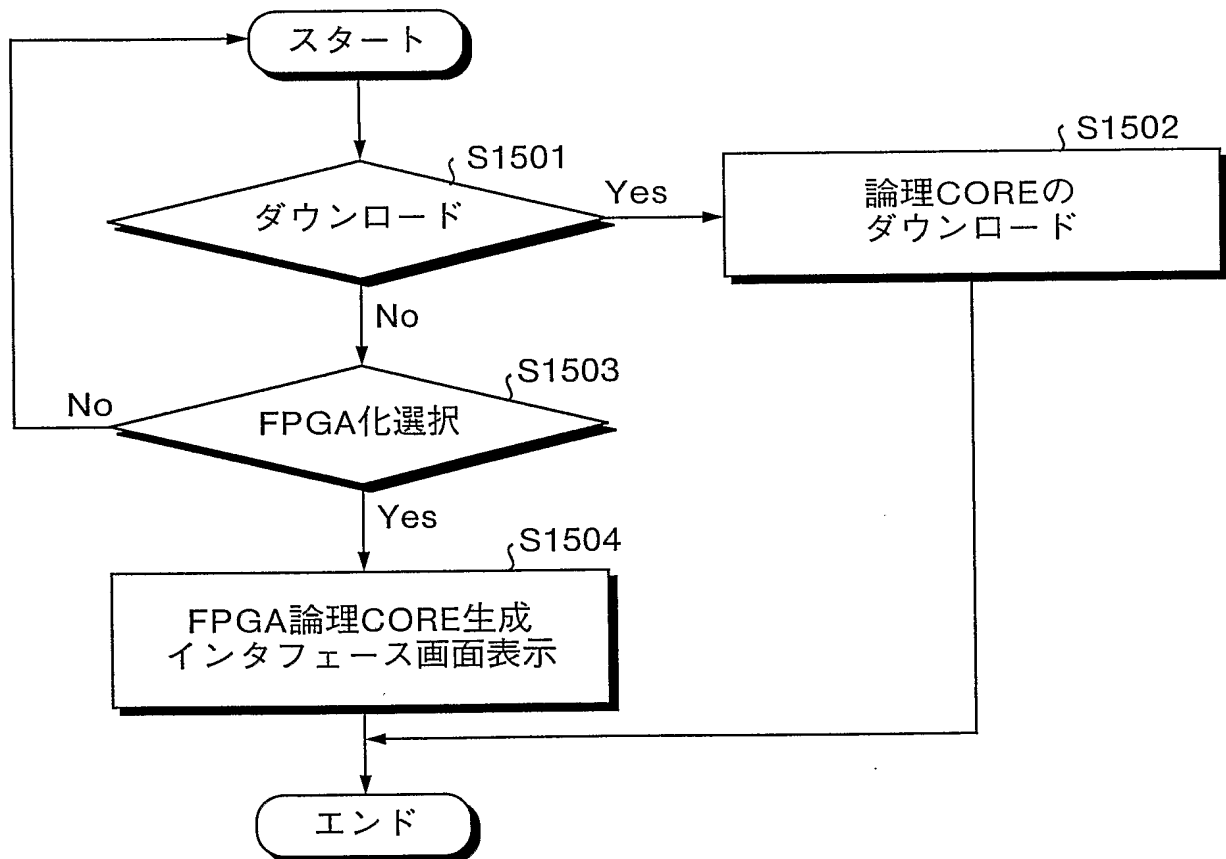 スタート
S1501
ダウンロード
Yes
S1502
論理COREの
ダウンロード
No
S1503
FPGA化選択
No
Yes
S1504
FPGA論理CORE生成
インタフェース画面表示
エンド